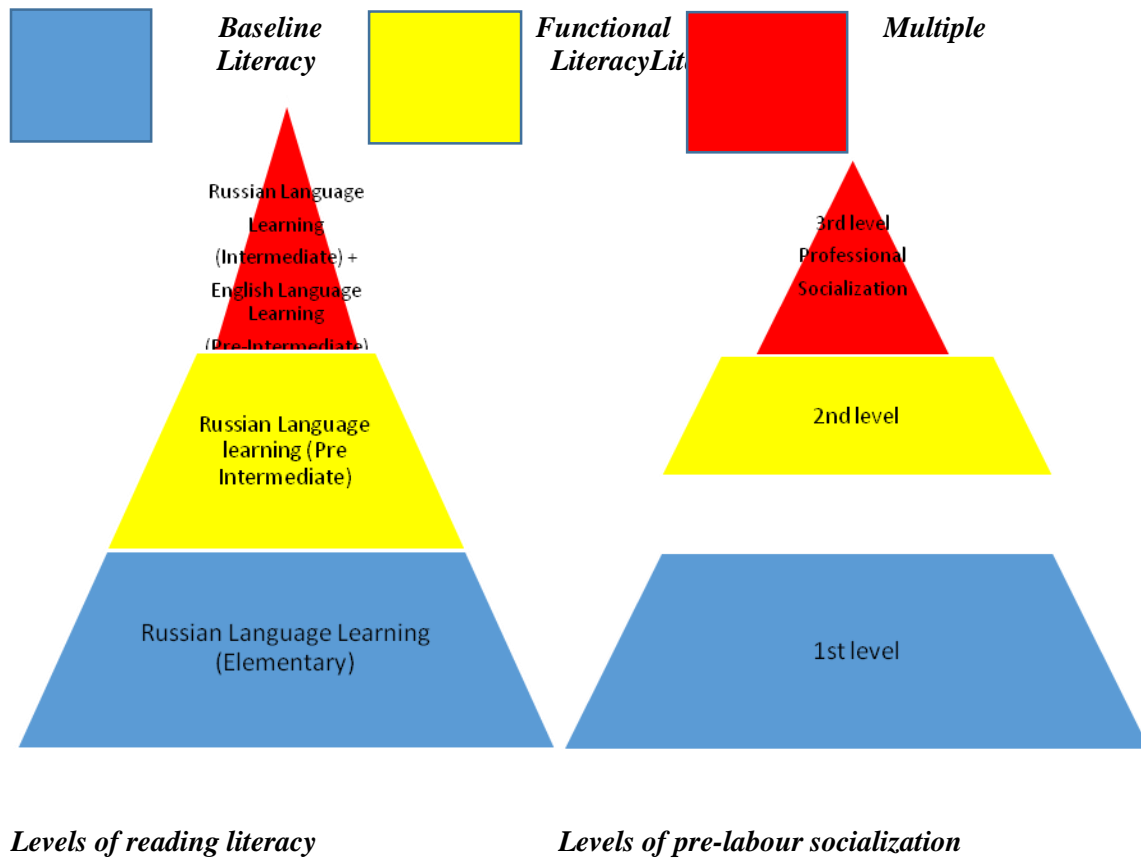 Baseline
Literacy
Functional
LiteracyLit
Multiple
Russian Language
Learning
(Intermediate) +
English Language
Learning
(Pre-Intermediate)
Russian Language
learning (Pre
Intermediate)
Russian Language Learning
(Elementary)
3rd level
Professional
Socialization
2nd level
1st level
Levels of reading literacy
Levels of pre-labour socialization